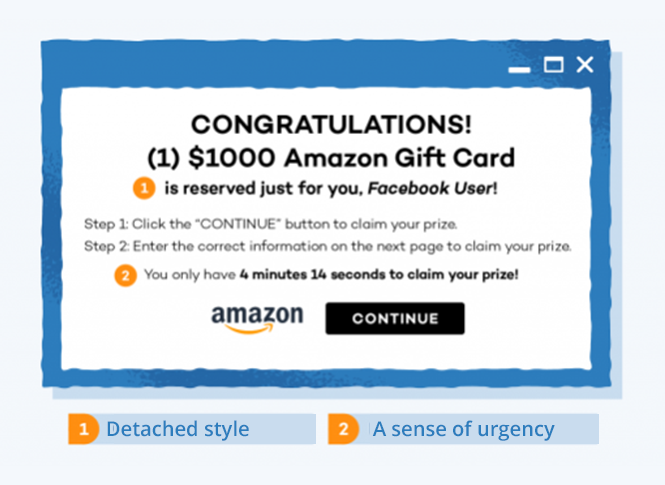 CONGRATULATIONS!
(1) $1000 Amazon Gift Card
1 is reserved just for you, Facebook User!
Step 1: Click the “CONTINUE” button to claim your prize.
Step 2: Enter the correct information on the next page to claim your prize.
2 You only have 4 minutes 14 seconds to claim your prize!
amazon CONTINUE
1 Detached style 2 A sense of urgency